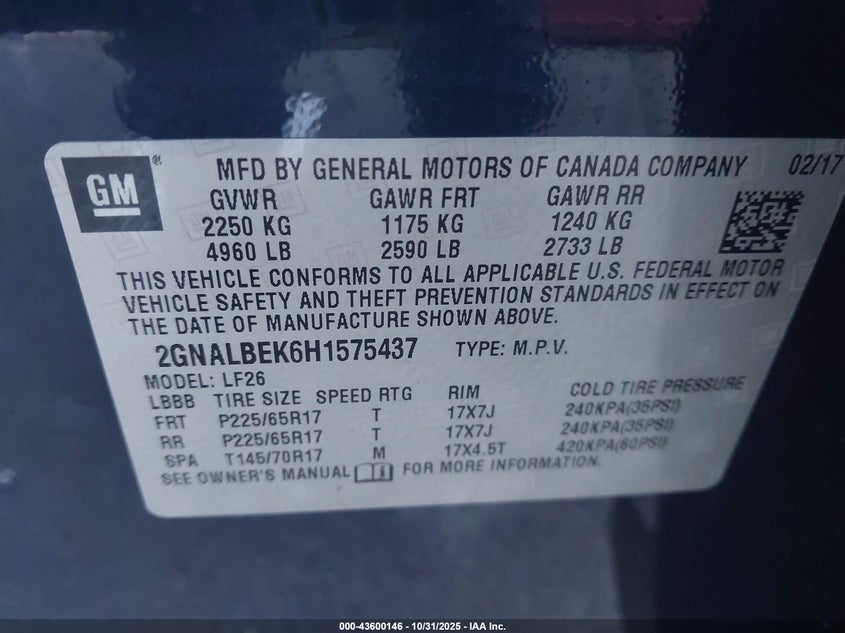 GM ® MFD BY GENERAL MOTORS OF CANADA COMPANY 02/17
GVWR GAWR FRT GAWR RR
2250 KG 1175 KG 1240 KG
4960 LB 2590 LB 2733 LB
THIS VEHICLE CONFORMS TO ALL APPLICABLE U.S. FEDERAL MOTOR
VEHICLE SAFETY AND THEFT PREVENTION STANDARDS IN EFFECT ON
THE DATE OF MANUFACTURE SHOWN ABOVE.
2GNALBEK6H1575437 TYPE: M.P.V.
MODEL: LF26
LBBB TIRE SIZE SPEED RTG RIM COLD TIRE PRESSURE
FRT P225/65R17 T 17X7J 240KPA(35PSI)
RR P225/65R17 T 17X7J 240KPA(35PSI)
SPA T145/70R17 M 17X4.5T 420KPA(60PSI)
SEE OWNER'S MANUAL FOR MORE INFORMATION.
000-43600146 - 10/31/2025 - IAA Inc.